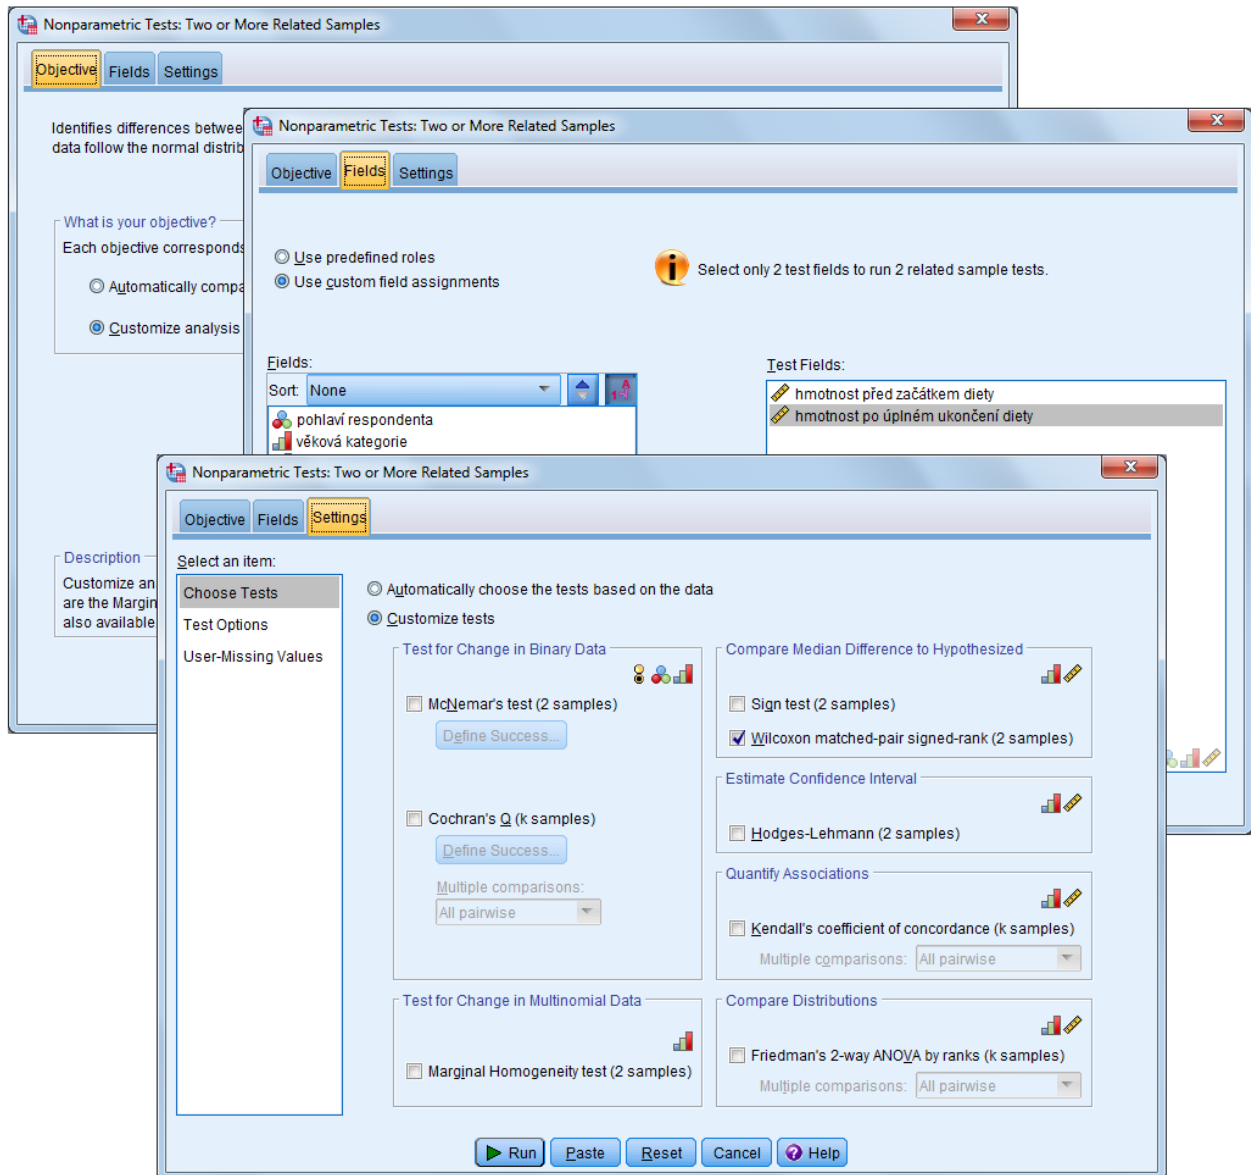 Nonparametric Tests: Two or More Related Samples
Objective Fields Settings
Identifies differences betwee
data follow the normal distrib
What is your objective?
Each objective corresponds
Automatically compa
Customize analysis
Description
Customize an
are the Margin
also available
Nonparametric Tests: Two or More Related Samples
Objective Fields Settings
Use predefined roles
Use custom field assignments
Select only 2 test fields to run 2 related sample tests.
Fields:
Sort: None
pohlaví respondenta
věková kategorie
Test Fields:
hmotnost před začátkem diety
hmotnost po úplném ukončení diety
Nonparametric Tests: Two or More Related Samples
Objective Fields Settings
Select an item:
Choose Tests
Test Options
User-Missing Values
Automatically choose the tests based on the data
Customize tests
Test for Change in Binary Data
McNemar's test (2 samples)
Define Success...
Cochran's Q (k samples)
Define Success...
Multiple comparisons:
All pairwise
Test for Change in Multinomial Data
Marginal Homogeneity test (2 samples)
Compare Median Difference to Hypothesized
Sign test (2 samples)
Wilcoxon matched-pair signed-rank (2 samples)
Estimate Confidence Interval
Hodges-Lehmann (2 samples)
Quantify Associations
Kendall's coefficient of concordance (k samples)
Multiple comparisons: All pairwise
Compare Distributions
Friedman's 2-way ANOVA by ranks (k samples)
Multiple comparisons: All pairwise
Run Paste Reset Cancel Help